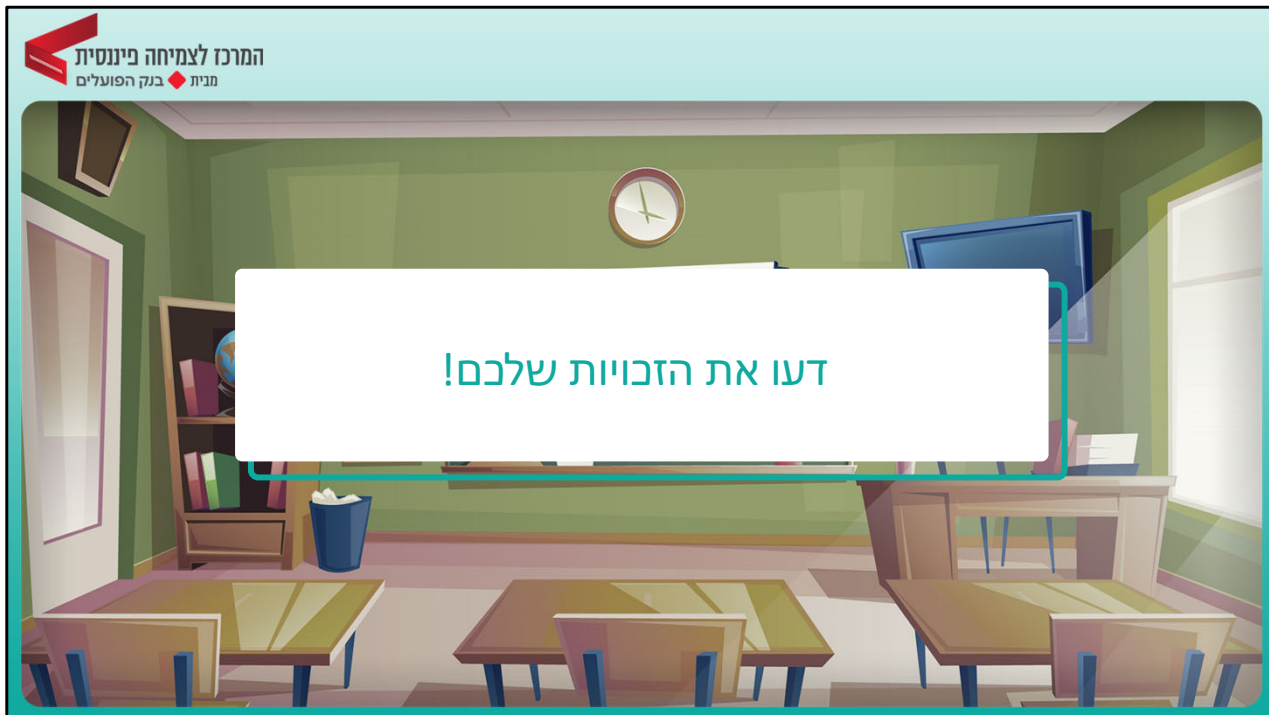 המרכז לצמיחה פיננסית
מבית בנק הפועלים
דעו את הזכויות שלכם!